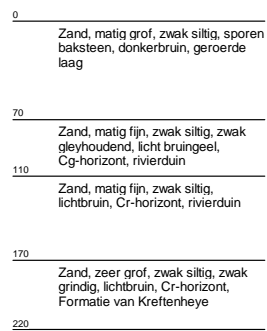 0
Zand, matig grof, zwak siltig, sporen
baksteen, donkerbruin, geroerde
laag
70
Zand, matig fijn, zwak siltig, zwak
gleyhoudend, licht bruingeel,
Cg-horizont, rivierduin
110
Zand, matig fijn, zwak siltig,
lichtbruin, Cr-horizont, rivierduin
170
Zand, zeer grof, zwak siltig, zwak
grindig, lichtbruin, Cr-horizont,
Formatie van Kreftenheye
220